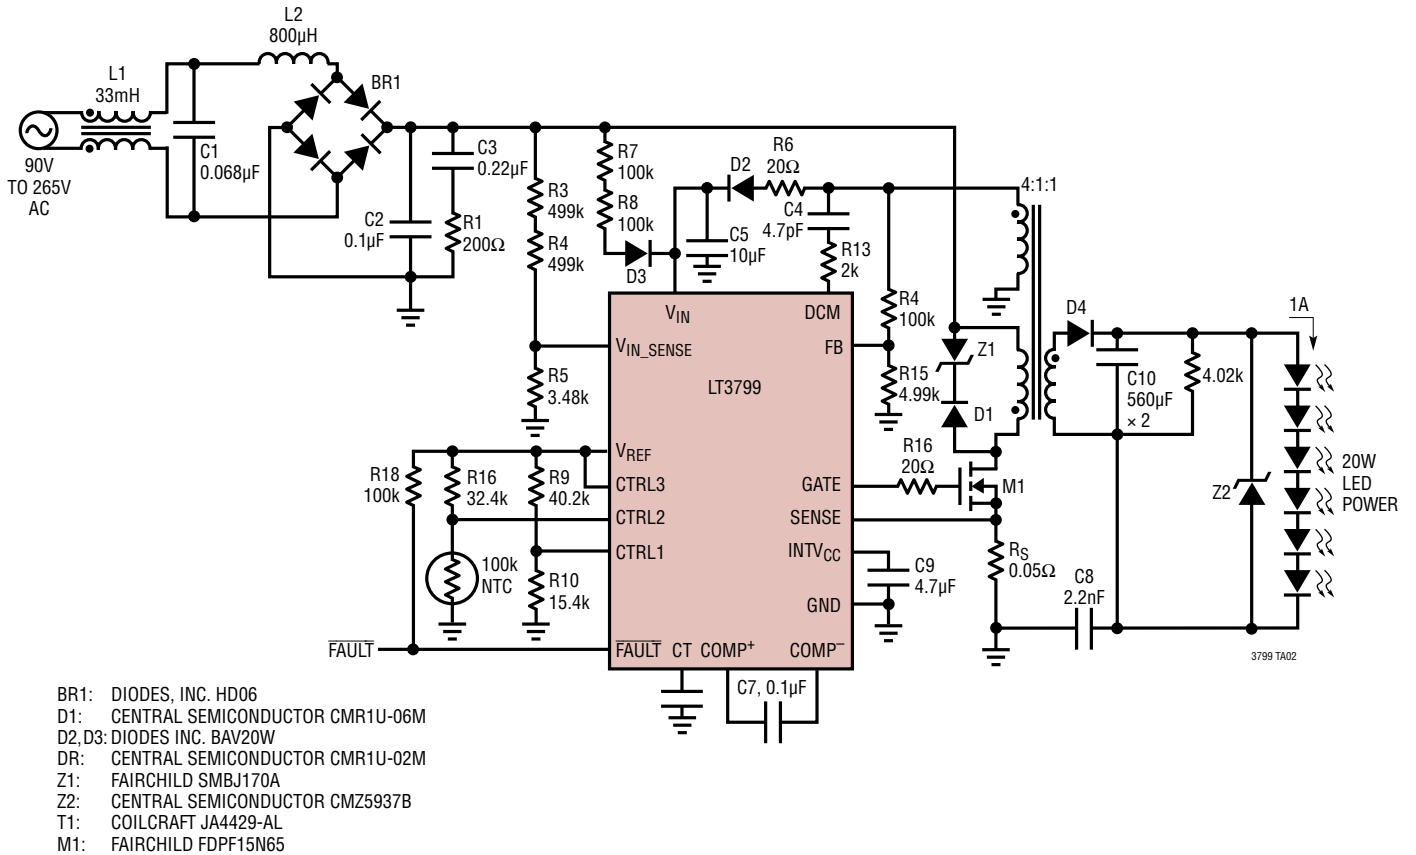 L2
800µH
L1
33mH
BR1
90V
TO 265V
AC
C1
0.068µF
C3
0.22µF
C2
0.1µF
R1
200Ω
R3
499k
R4
499k
R7
100k
R8
100k
D3
D2
R6
20Ω
C4
4.7pF
C5
10µF
R13
2k
4:1:1
R4
100k
R15
4.99k
Z1
D1
D4
1A
C10
560µF
× 2
4.02k
Z2
20W
LED
POWER
R5
3.48k
VIN
DCM
VIN_SENSE
FB
LT3799
VREF
CTRL3
CTRL2
CTRL1
GATE
SENSE
INTVCC
GND
FAULT
CT
COMP+
COMP–
R18
100k
R16
32.4k
R9
40.2k
100k
NTC
R10
15.4k
R16
20Ω
M1
RS
0.05Ω
C9
4.7µF
C8
2.2nF
FAULT
C7, 0.1µF
3799 TA02
BR1: DIODES, INC. HD06
D1: CENTRAL SEMICONDUCTOR CMR1U-06M
D2,D3: DIODES INC. BAV20W
DR: CENTRAL SEMICONDUCTOR CMR1U-02M
Z1: FAIRCHILD SMBJ170A
Z2: CENTRAL SEMICONDUCTOR CMZ5937B
T1: COILCRAFT JA4429-AL
M1: FAIRCHILD FDPF15N65